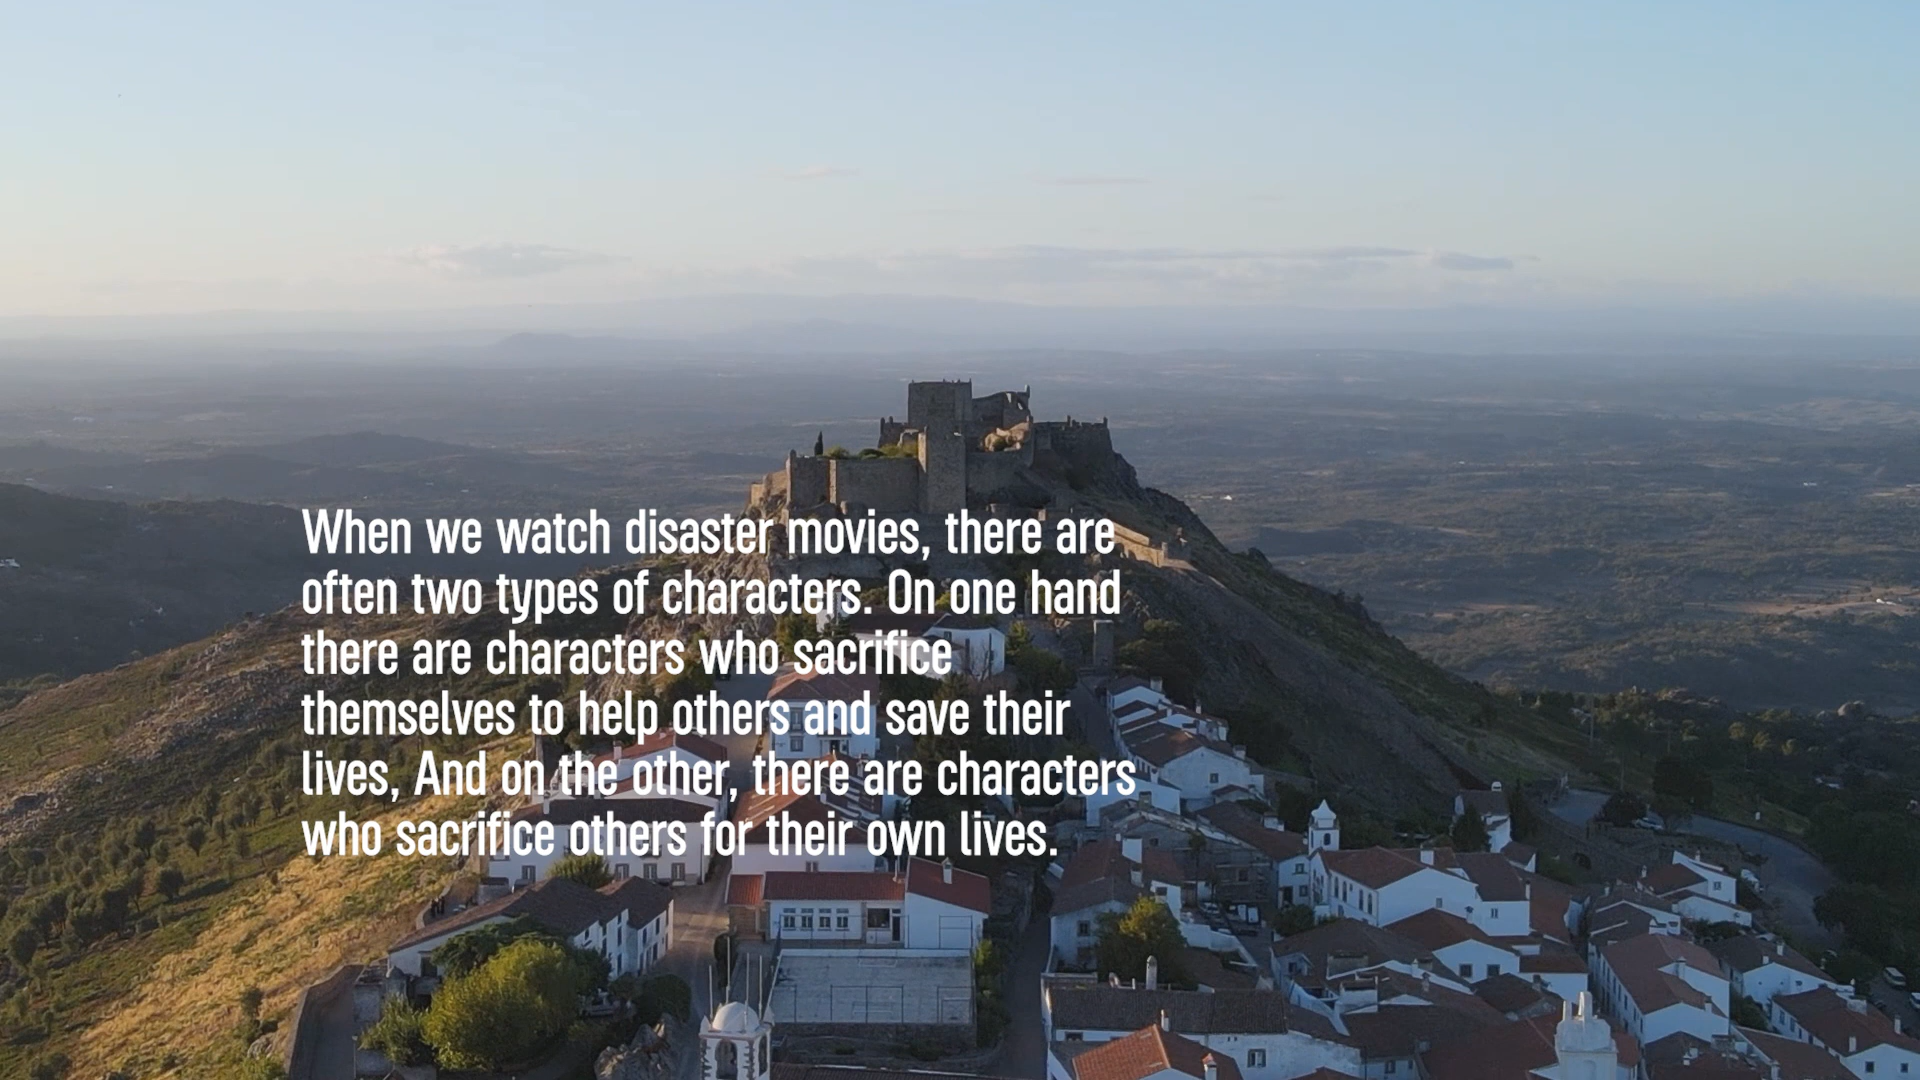 When we watch disaster movies, there are
often two types of characters. On one hand
there are characters who sacrifice
themselves to help others and save their
lives, And on the other, there are characters
who sacrifice others for their own lives.